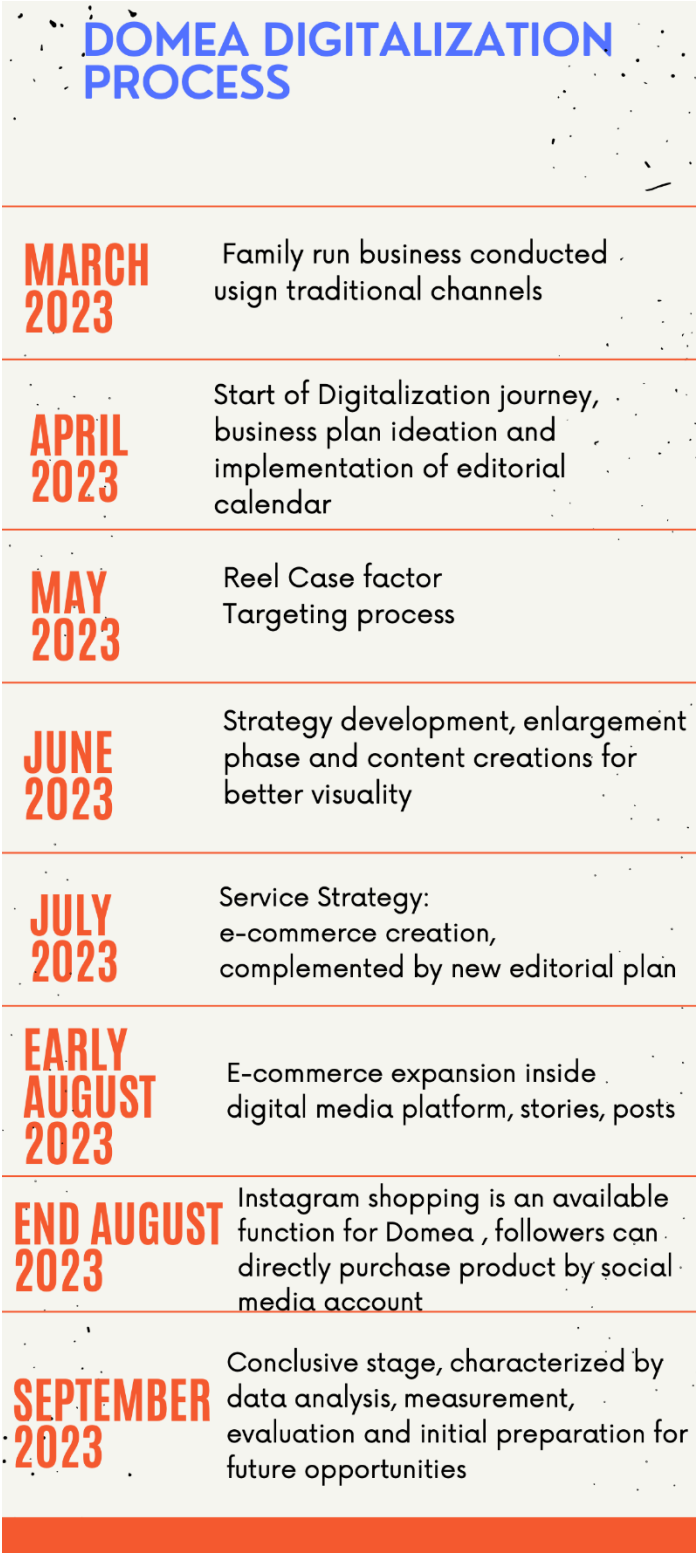 DOMEA DIGITALIZATION
PROCESS
MARCH
2023
Family run business conducted
usign traditional channels
APRIL
2023
Start of Digitalization journey,
business plan ideation and
implementation of editorial
calendar
MAY
2023
Reel Case factor
Targeting process
JUNE
2023
Strategy development, enlargement
phase and content creations for
better visuality
JULY
2023
Service Strategy:
e-commerce creation,
complemented by new editorial plan
EARLY
AUGUST
2023
E-commerce expansion inside
digital media platform, stories, posts
END AUGUST
2023
Instagram shopping is an available
function for Domea , followers can
directly purchase product by social
media account
SEPTEMBER
2023
Conclusive stage, characterized by
data analysis, measurement,
evaluation and initial preparation for
future opportunities